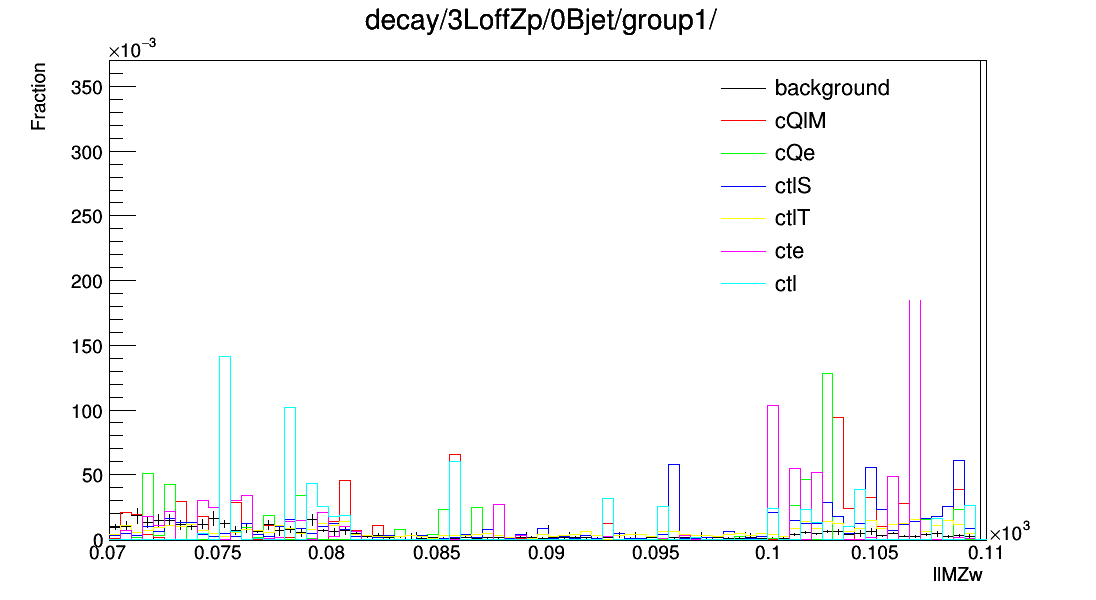 decay/3LoffZp/0Bjet/group1/
×10⁻³
Fraction
350
300
250
200
150
100
50
0
background
cQlM
cQe
ctlS
ctlT
cte
ctl
0.07 0.075 0.08 0.085 0.09 0.095 0.1 0.105 0.11
×10³
llMZw